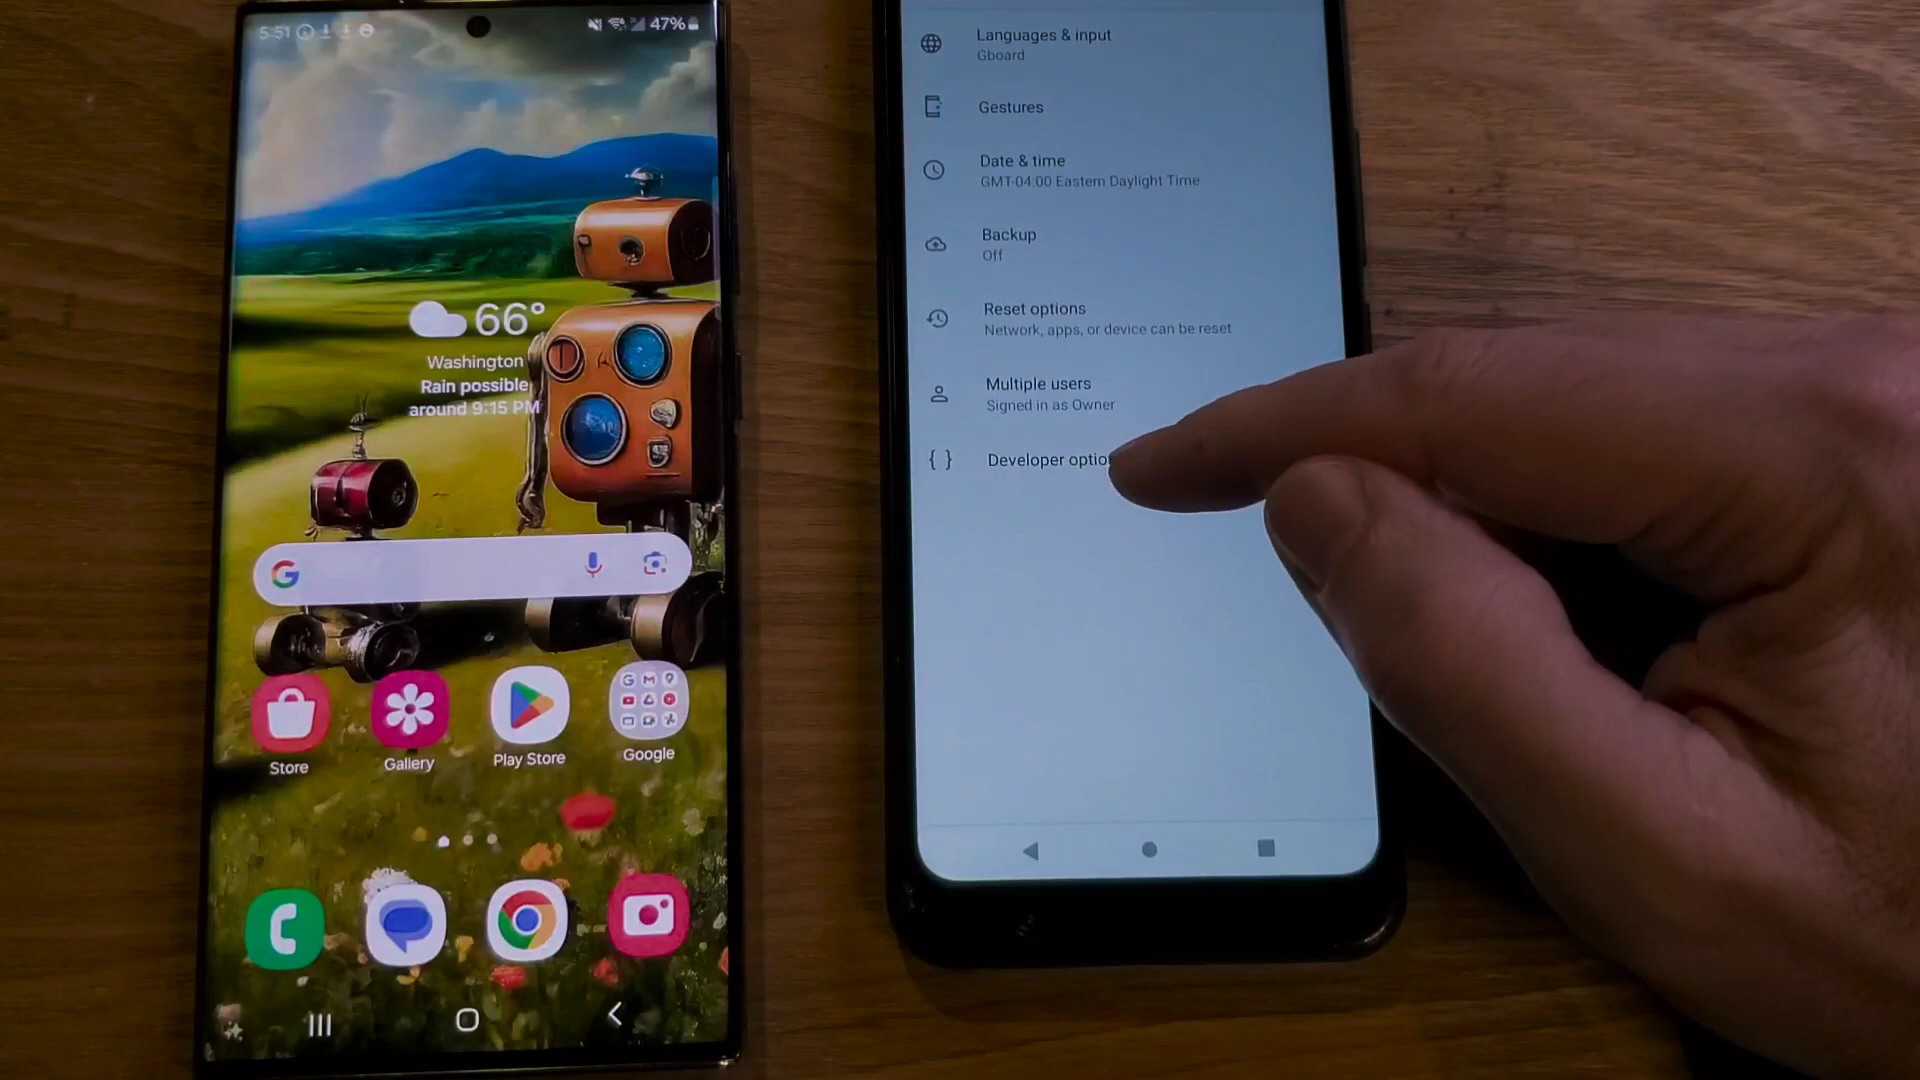 5:51
47%
66°
Washington
Rain possible
around 9:15 PM
Store
Gallery
Play Store
Google
Languages & input
Gboard
Gestures
Date & time
GMT-04:00 Eastern Daylight Time
Backup
Off
Reset options
Network, apps, or device can be reset
Multiple users
Signed in as Owner
Developer optio